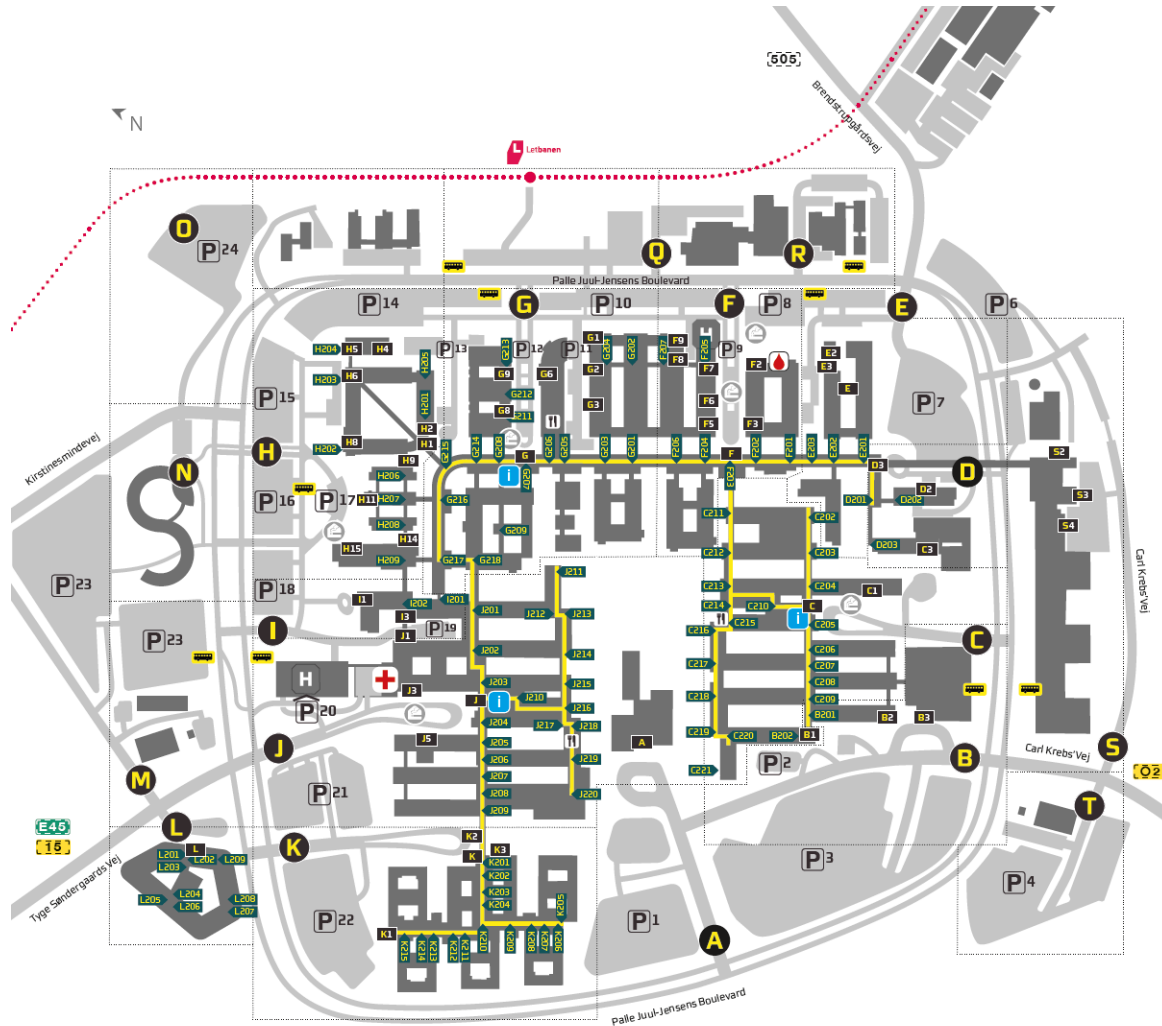 505
Brendstrupgårdsvej
N
L Letbanen
O
P 24
Q
R
Palle Juul-Jensens Boulevard
P 14
G
P 10
F
P 8
E
P 6
H204
H5
H4
H205
P 13
G213
P 12
P 11
G1
G204
G202
F207
F9
F205
H
P 9
F8
F7
F2
E2
E3
H203
H6
G9
G6
G2
E
P 15
G212
H201
G8
G211
G3
F6
P 7
H2
F5
F3
Kirstinesmindevej
H
H202
H8
H1
G215
G214
G208
G
G206
G205
G203
G201
F206
F204
F
F202
F201
E203
E202
E201
S2
N
H9
i
G207
F203
D3
D
H206
P 16
P 17
H11
H207
G216
D201
D202
D2
S3
H208
G209
C211
C202
S4
H14
H15
D203
C3
C212
C203
H209
G217
G218
P 23
P 18
J211
C213
C204
C1
Carl Krebs'Vej
I1
I202
I201
J201
J212
J213
C214
C210
C
i
I3
P 19
C215
C205
P 23
I
J1
C216
C
J202
J214
C206
C217
C207
H
J203
J215
C208
J3
J
i
J210
C218
C209
P 20
J216
B201
B2
B3
J204
J217
J218
J5
J205
A
C219
C220
B202
B1
S
J
J206
J219
P 2
B
Carl Krebs'Vej
M
J207
C221
O2
P 21
J208
J220
T
J209
E45
L
K2
15
K
K3
P 3
L201
L
L202
L209
K
K201
L203
K202
P 4
L204
K203
L205
L206
L208
K204
K205
L207
P 22
P 1
Tyge Søndergaards Vej
K1
A
K215
K214
K213
K212
K211
K210
K209
K208
K207
K206
Palle Juul-Jensens Boulevard